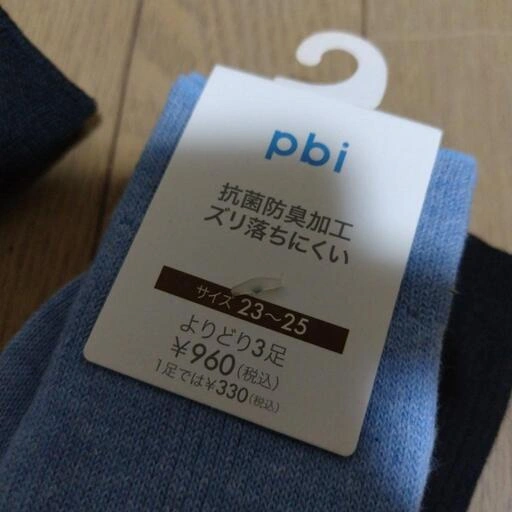 pbi
抗菌防臭加工
ズリ落ちにくい
サイズ 23〜25
よりどり3足
¥960(税込)
1足では¥330(税込)